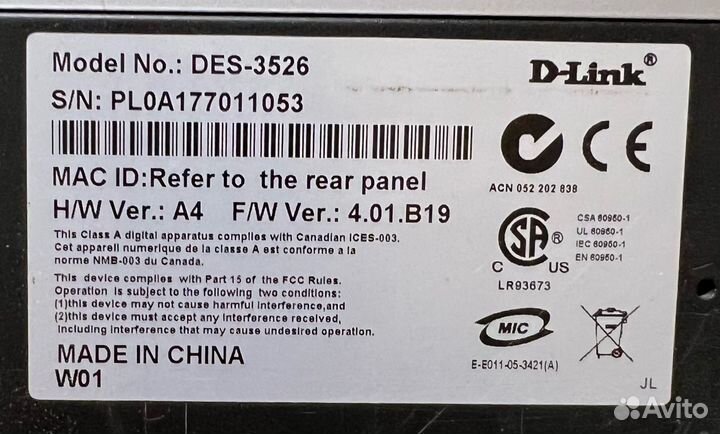 Model No.: DES-3526
D-Link®
S/N: PL0A177011053
MAC ID:Refer to the rear panel
ACN 052 202 838
H/W Ver.: A4 F/W Ver.: 4.01.B19
This Class A digital apparatus complies with Canadian ICES-003.
Cet appareil numerique de la classe A est conforme a la
norme NMB-003 du Canada.
CE
SA ®
C US
LR93673
CSA 60950-1
UL 60950-1
IEC 60950-1
EN 60950-1
This device complies with Part 15 of the FCC Rules.
Operation is subject to the following two conditions:
(1)this device may not cause harmful interference,and
(2)this device must accept any interference received,
including interference that may cause undesired operation.
MIC
E-E011-05-3421(A)
MADE IN CHINA
W01
JL
Avito